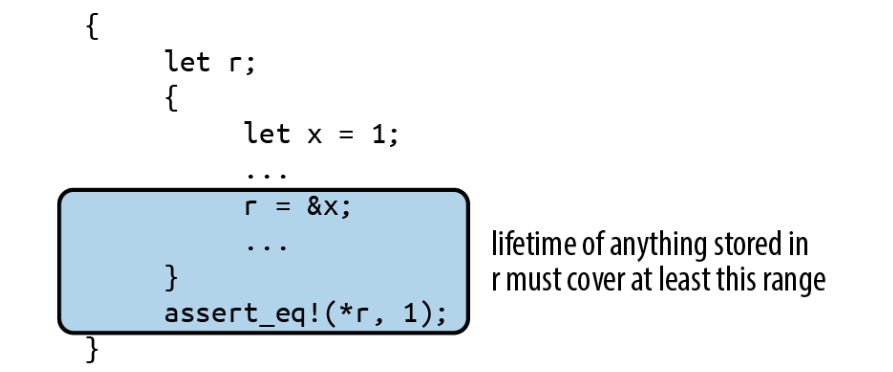 {
let r;
{
let x = 1;
...
r = &x;
...
}
assert_eq!(*r, 1);
}
lifetime of anything stored in
r must cover at least this range